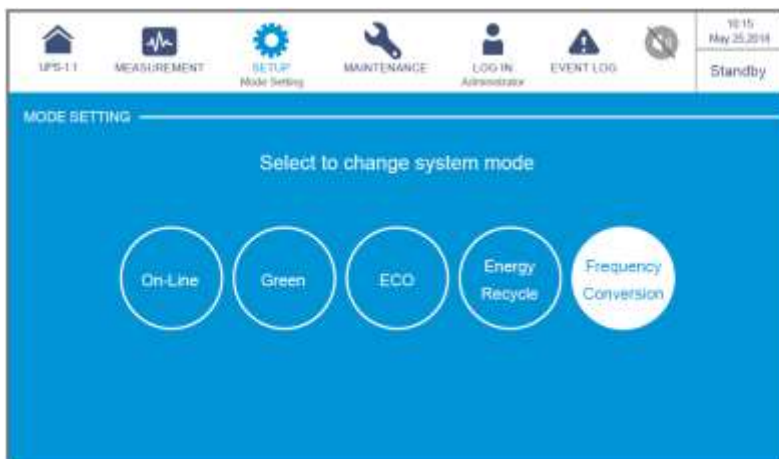 10:15
May 25,2018
UPS-1.1
MEASUREMENT
SETUP
MAINTENANCE
LOG IN
EVENT LOG
Mode Setting
Administrator
Standby
MODE SETTING
Select to change system mode
On-Line
Green
ECO
Energy
Recycle
Frequency
Conversion